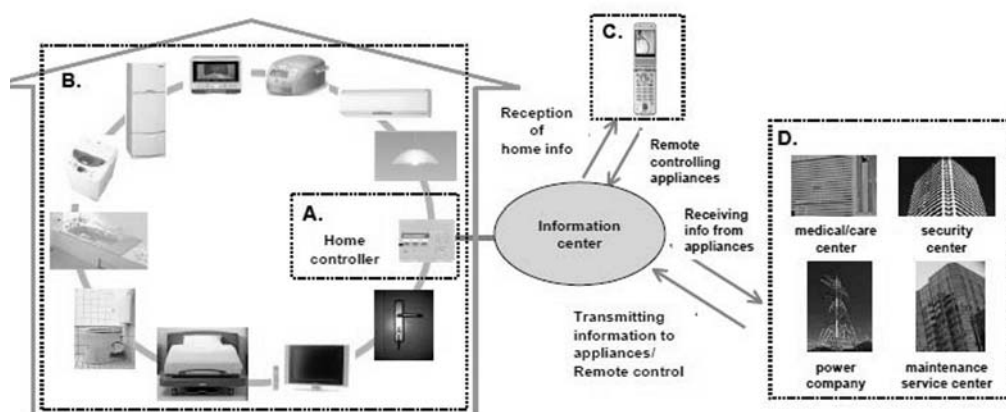 B.
A.
Home
controller
C.
Reception
of
home info
Remote
controlling
appliances
Information
center
Receiving
info from
appliances
Transmitting
information to
appliances/
Remote control
D.
medical/care
center
security
center
power
company
maintenance
service center